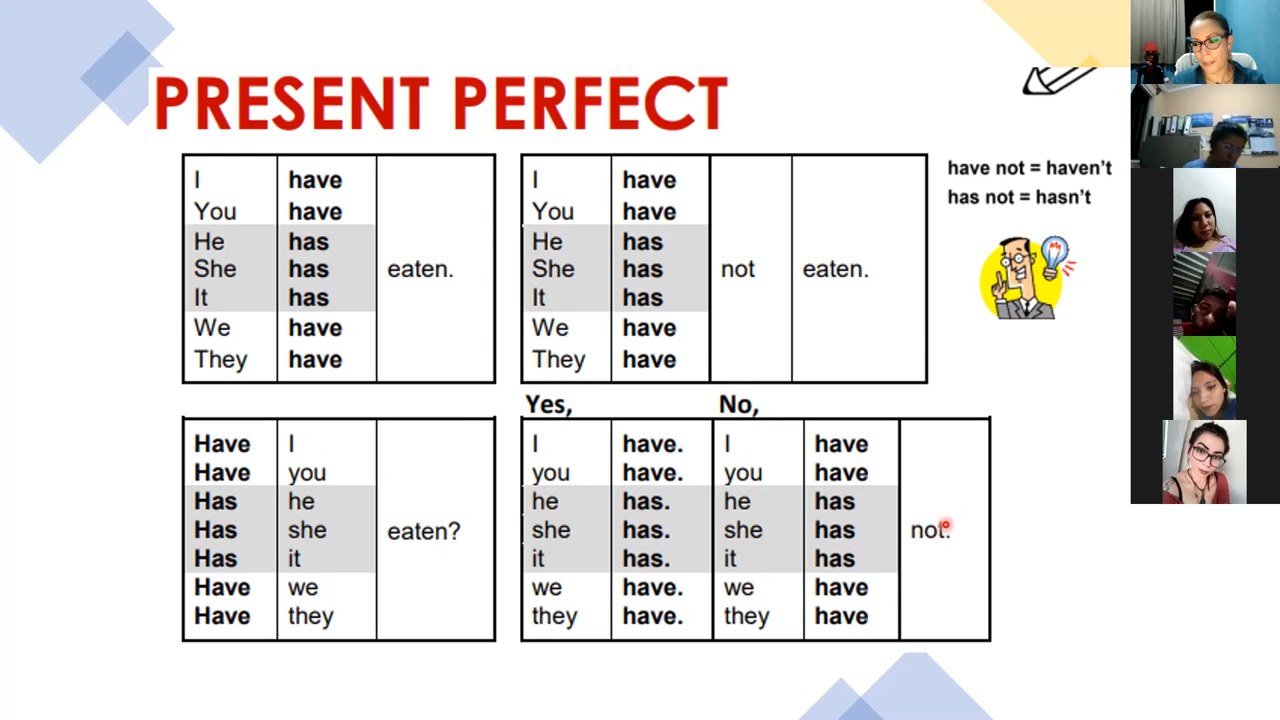 PRESENT PERFECT
I have
You have
He has
She has eaten.
It has
We have
They have
I have
You have
He has
She has not eaten.
It has
We have
They have
have not = haven't
has not = hasn't
Have I
Have you
Has he
Has she eaten?
Has it
Have we
Have they
Yes, No,
I have. I have
you have. you have
he has. he has
she has. she has not.
it has. it has
we have. we have
they have. they have